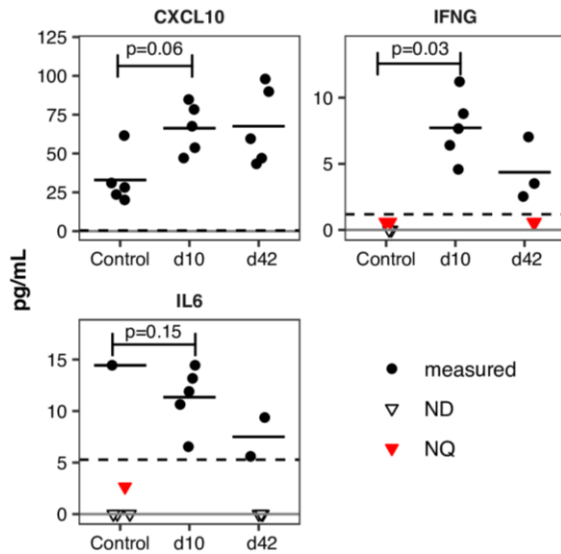 CXCL10
125
100
75
50
25
0
p=0.06
Control d10 d42
IFNG
10
5
0
p=0.03
Control d10 d42
pg/mL
IL6
15
10
5
0
p=0.15
Control d10 d42
measured
ND
NQ